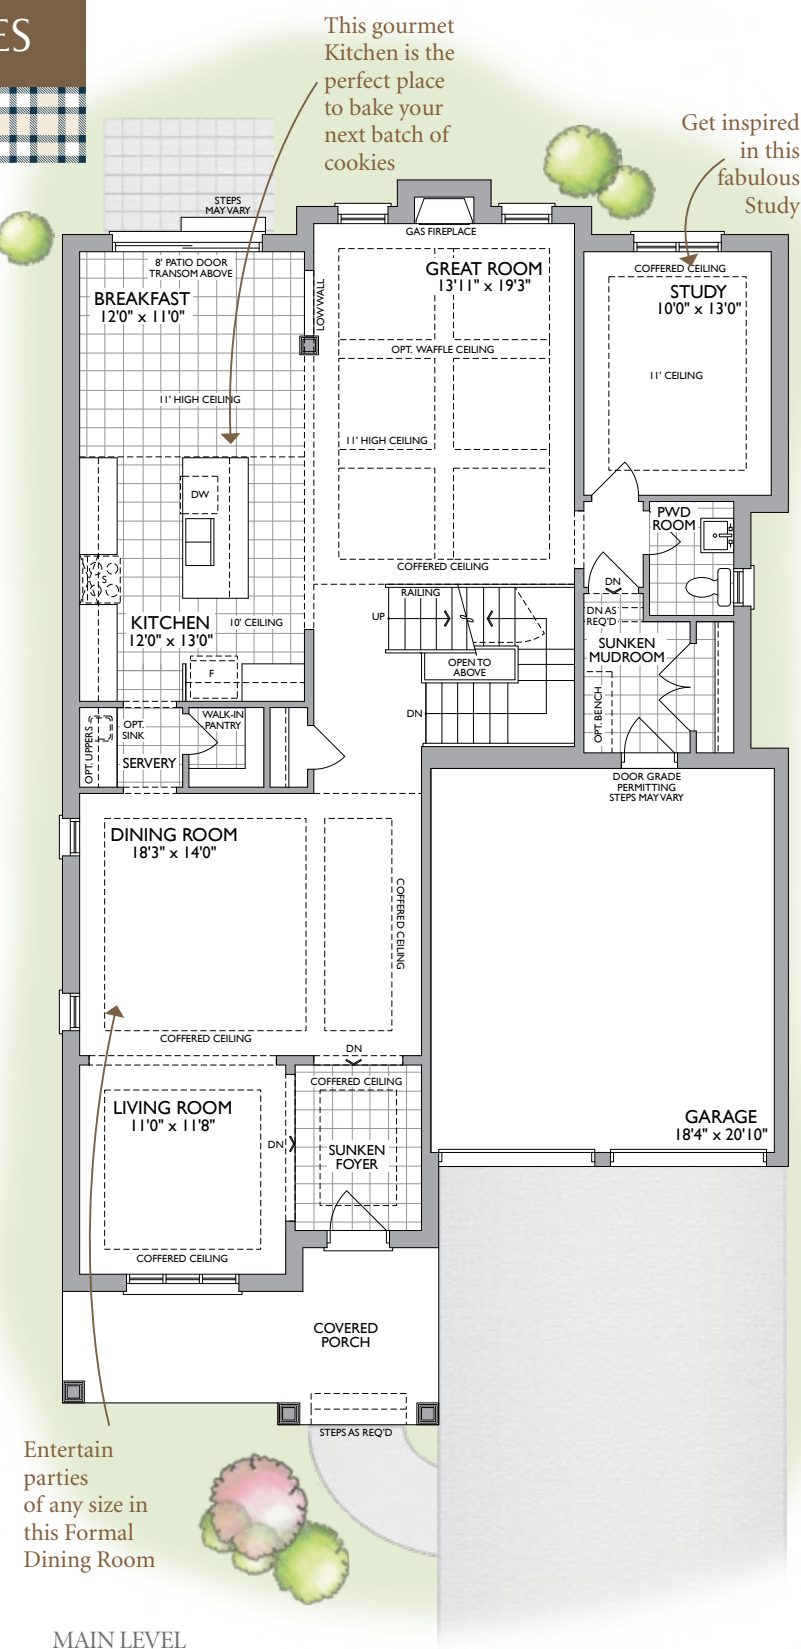 ES
This gourmet
Kitchen is the
perfect place
to bake your
next batch of
cookies
Get inspired
in this
fabulous
Study
STEPS
MAY VARY
GAS FIREPLACE
8' PATIO DOOR
TRANSOM ABOVE
BREAKFAST
12'0" x 11'0"
LOW WALL
GREAT ROOM
13'11" x 19'3"
COFFERED CEILING
STUDY
10'0" x 13'0"
OPT. WAFFLE CEILING
11' CEILING
11' HIGH CEILING
11' HIGH CEILING
DW
S
PWD
ROOM
COFFERED CEILING
DN
RAILING
UP
DN AS
REQ'D
KITCHEN
12'0" x 13'0"
10' CEILING
SUNKEN
MUDROOM
OPEN TO
ABOVE
F
OPT. BENCH
DN
OPT. UPPERS
OPT.
SINK
WALK-IN
PANTRY
SERVERY
DOOR GRADE
PERMITTING
STEPS MAY VARY
DINING ROOM
18'3" x 14'0"
COFFERED CEILING
COFFERED CEILING
DN
COFFERED CEILING
LIVING ROOM
11'0" x 11'8"
DN
SUNKEN
FOYER
GARAGE
18'4" x 20'10"
COFFERED CEILING
COVERED
PORCH
STEPS AS REQ'D
Entertain
parties
of any size in
this Formal
Dining Room
MAIN LEVEL